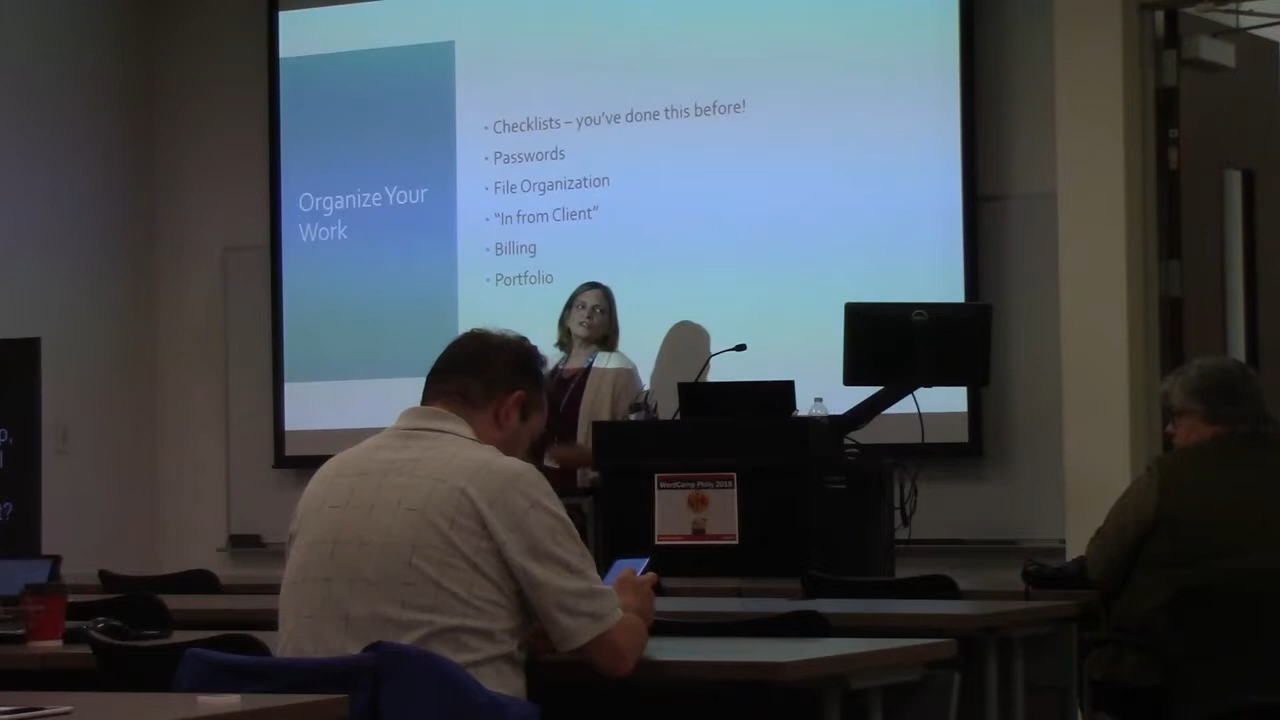 Organize Your
Work
• Checklists – you've done this before!
• Passwords
• File Organization
• "In from Client"
• Billing
• Portfolio
WordCamp Philly 2018